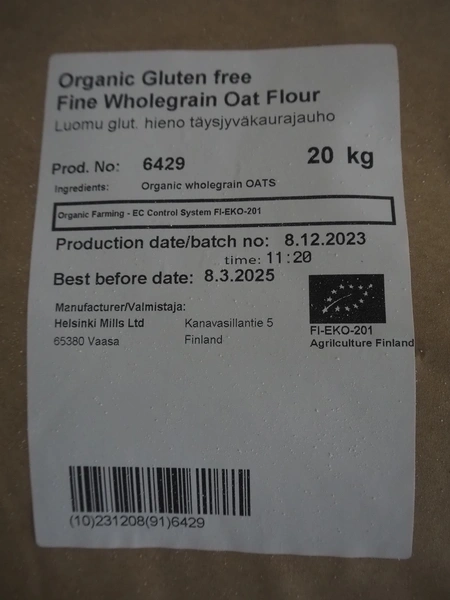 Organic Gluten free
Fine Wholegrain Oat Flour
Luomu glut. hieno täysjyväkaurajauho
Prod. No: 6429 20 kg
Ingredients: Organic wholegrain OATS
Organic Farming - EC Control System FI-EKO-201
Production date/batch no: 8.12.2023
time: 11:20
Best before date: 8.3.2025
Manufacturer/Valmistaja:
Helsinki Mills Ltd Kanavasillantie 5
65380 Vaasa Finland
FI-EKO-201
Agrilculture Finland
(10)231208(91)6429